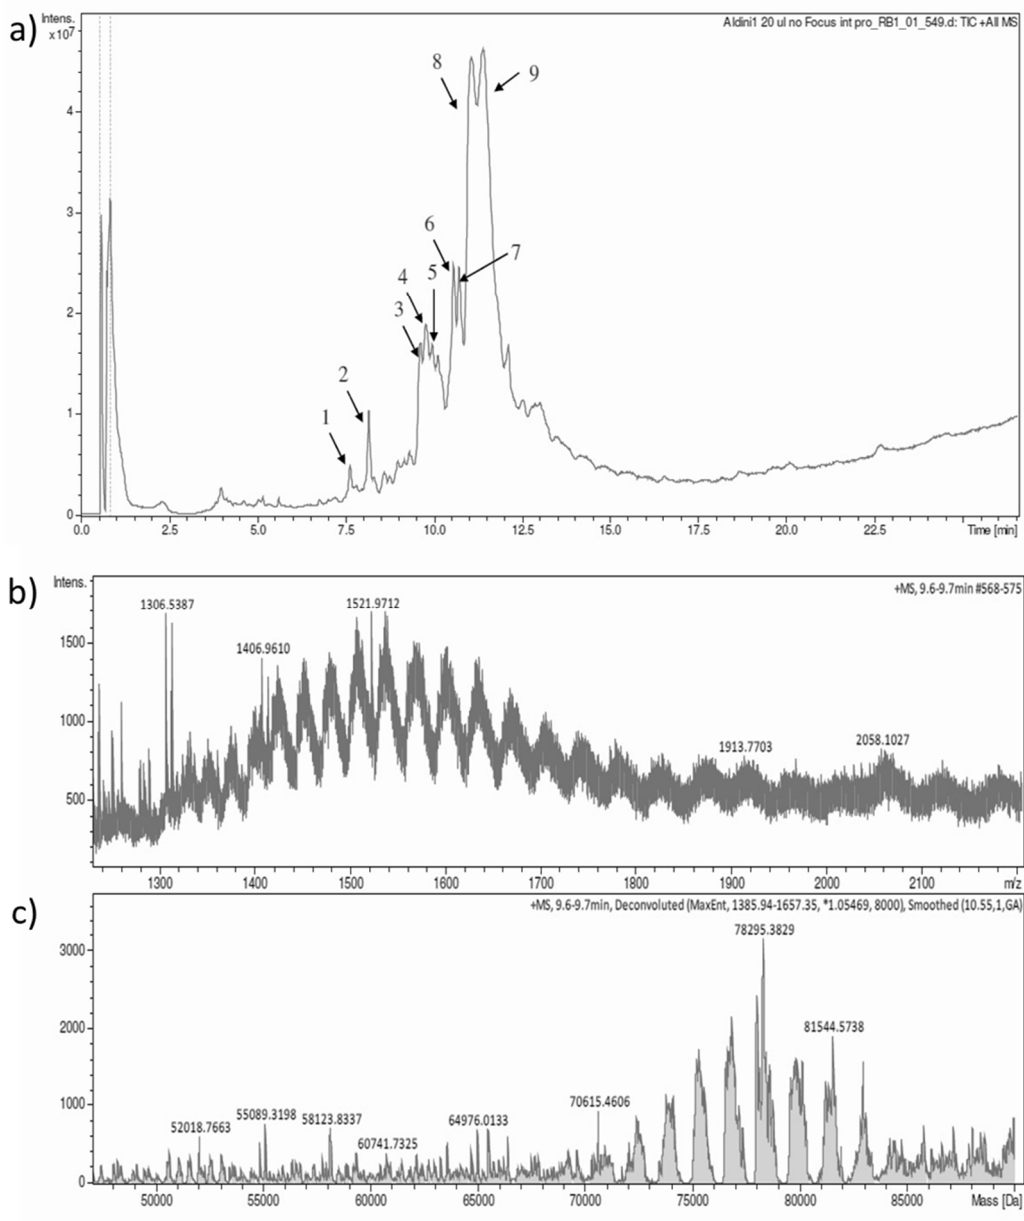 a)
Intens.
x10⁷
Aldini1 20 ul no Focus int pro_RB1_01_549.d: TIC +All MS
8
9
4
3
6
7
4
5
3
2
2
1
1
0
0.0 2.5 5.0 7.5 10.0 12.5 15.0 17.5 20.0 22.5 Time [min]
b)
Intens.
+MS, 9.6-9.7min #568-575
1306.5387
1521.9712
1500
1406.9610
1000
1913.7703
2058.1027
500
1300 1400 1500 1600 1700 1800 1900 2000 2100 m/z
c)
+MS, 9.6-9.7min, Deconvoluted (MaxEnt, 1385.94-1657.35, *1.05469, 8000), Smoothed (10.55,1,GA)
78295.3829
3000
2000
81544.5738
1000
52018.7663
55089.3198
58123.8337
60741.7325
64976.0133
70615.4606
0
50000 55000 60000 65000 70000 75000 80000 85000 Mass [Da]